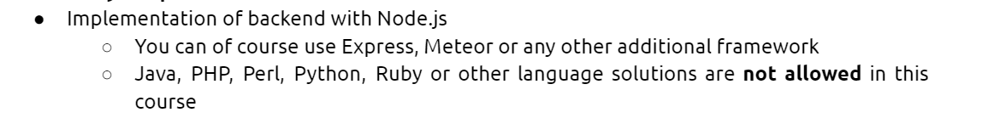 ● Implementation of backend with Node.js
○ You can of course use Express, Meteor or any other additional framework
○ Java, PHP, Perl, Python, Ruby or other language solutions are not allowed in this
course